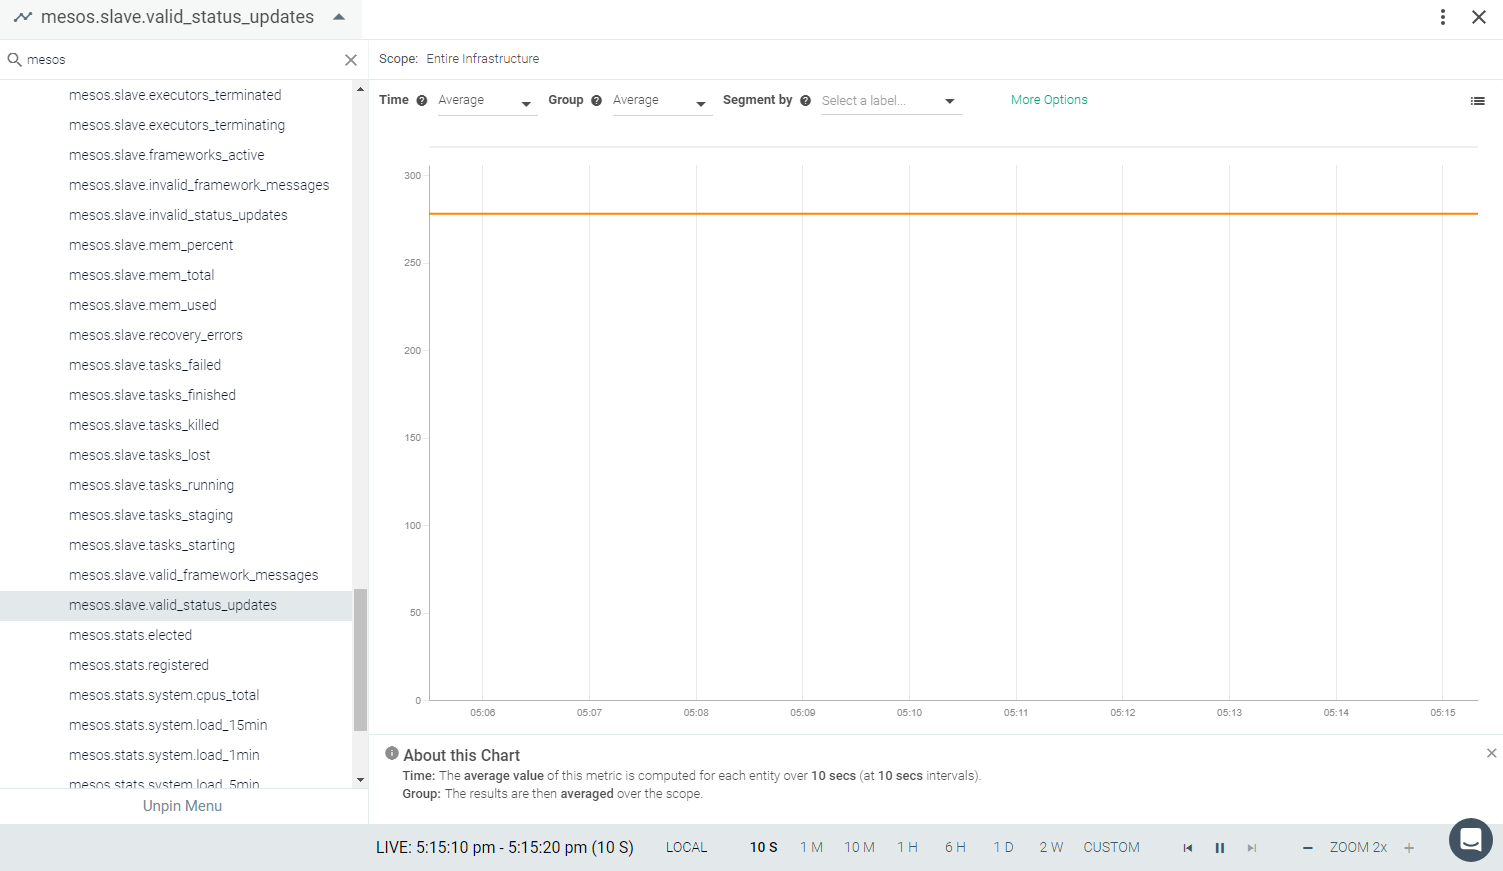 mesos.slave.valid_status_updates
mesos
Scope: Entire Infrastructure
mesos.slave.executors_terminated
mesos.slave.executors_terminating
mesos.slave.frameworks_active
mesos.slave.invalid_framework_messages
mesos.slave.invalid_status_updates
mesos.slave.mem_percent
mesos.slave.mem_total
mesos.slave.mem_used
mesos.slave.recovery_errors
mesos.slave.tasks_failed
mesos.slave.tasks_finished
mesos.slave.tasks_killed
mesos.slave.tasks_lost
mesos.slave.tasks_running
mesos.slave.tasks_staging
mesos.slave.tasks_starting
mesos.slave.valid_framework_messages
mesos.slave.valid_status_updates
mesos.stats.elected
mesos.stats.registered
mesos.stats.system.cpus_total
mesos.stats.system.load_15min
mesos.stats.system.load_1min
mesos.stats.system.load_5min
Unpin Menu
Time ? Average Group ? Average Segment by ? Select a label... More Options
300
250
200
150
100
50
0
05:06 05:07 05:08 05:09 05:10 05:11 05:12 05:13 05:14 05:15
About this Chart
Time: The average value of this metric is computed for each entity over 10 secs (at 10 secs intervals).
Group: The results are then averaged over the scope.
LIVE: 5:15:10 pm - 5:15:20 pm (10 S) LOCAL 10 S 1 M 10 M 1 H 6 H 1 D 2 W CUSTOM ZOOM 2x